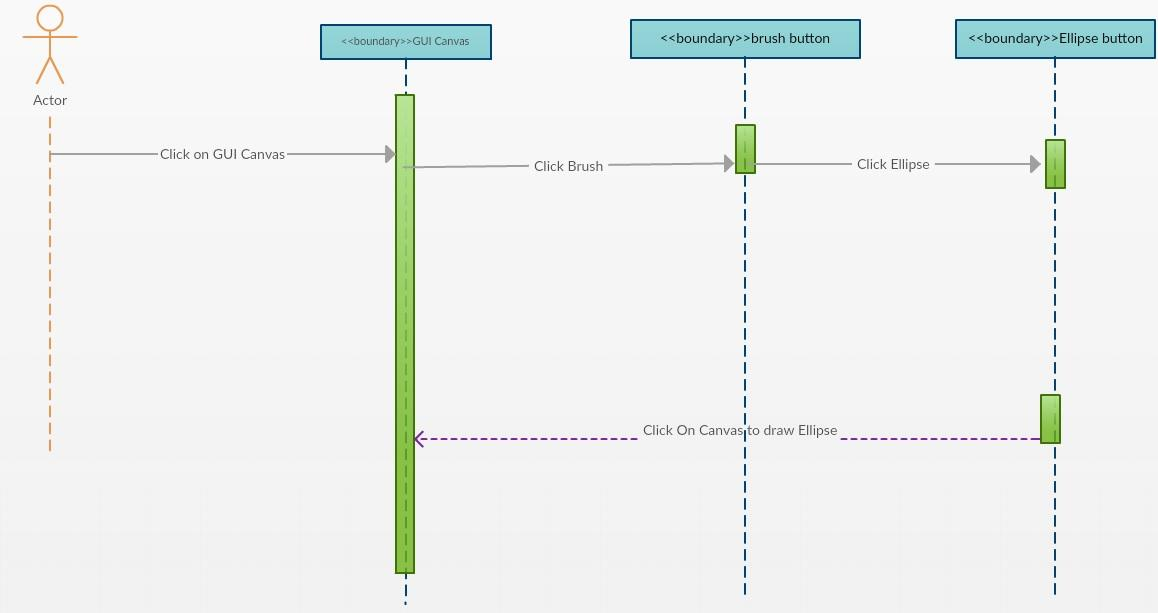 <<boundary>>GUI Canvas
<<boundary>>brush button
<<boundary>>Ellipse button
Actor
Click on GUI Canvas
Click Brush
Click Ellipse
Click On Canvas to draw Ellipse